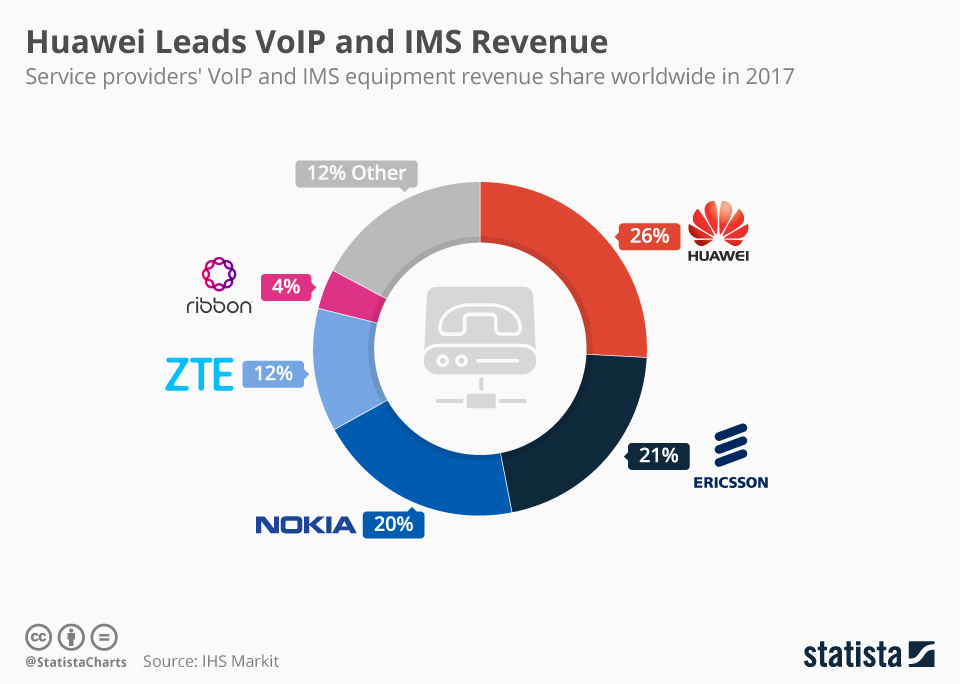 Huawei Leads VoIP and IMS Revenue
Service providers' VoIP and IMS equipment revenue share worldwide in 2017
12% Other
26%
HUAWEI
4%
ribbon
ZTE
12%
21%
ERICSSON
NOKIA
20%
cc
@StatistaCharts Source: IHS Markit
statista